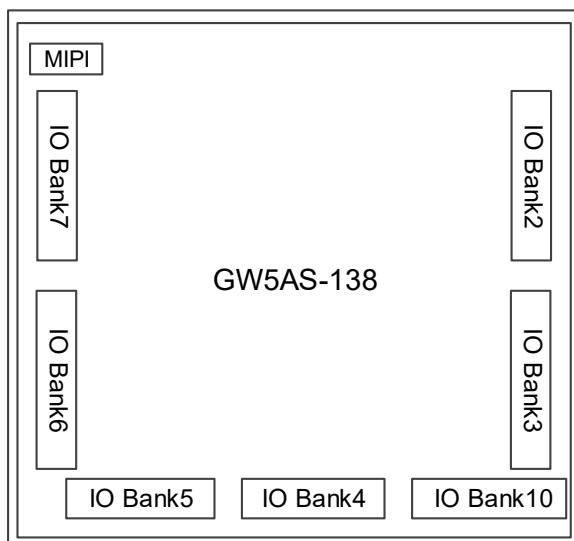 MIPI
IO Bank7
IO Bank2
GW5AS-138
IO Bank6
IO Bank3
IO Bank5
IO Bank4
IO Bank10